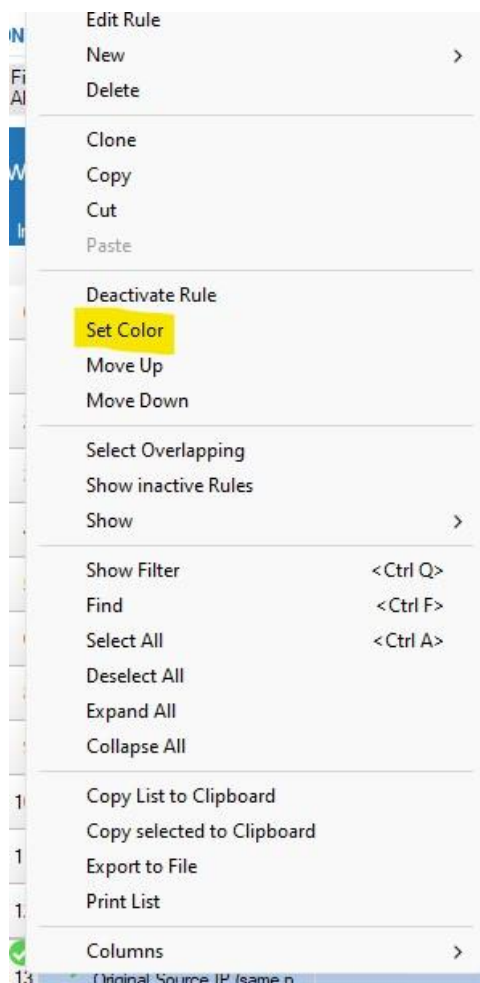 Edit Rule
New >
Delete
Clone
Copy
Cut
Paste
Deactivate Rule
Set Color
Move Up
Move Down
Select Overlapping
Show inactive Rules
Show >
Show Filter <Ctrl Q>
Find <Ctrl F>
Select All <Ctrl A>
Deselect All
Expand All
Collapse All
Copy List to Clipboard
Copy selected to Clipboard
Export to File
Print List
Columns >
13 Original Source IP (same p